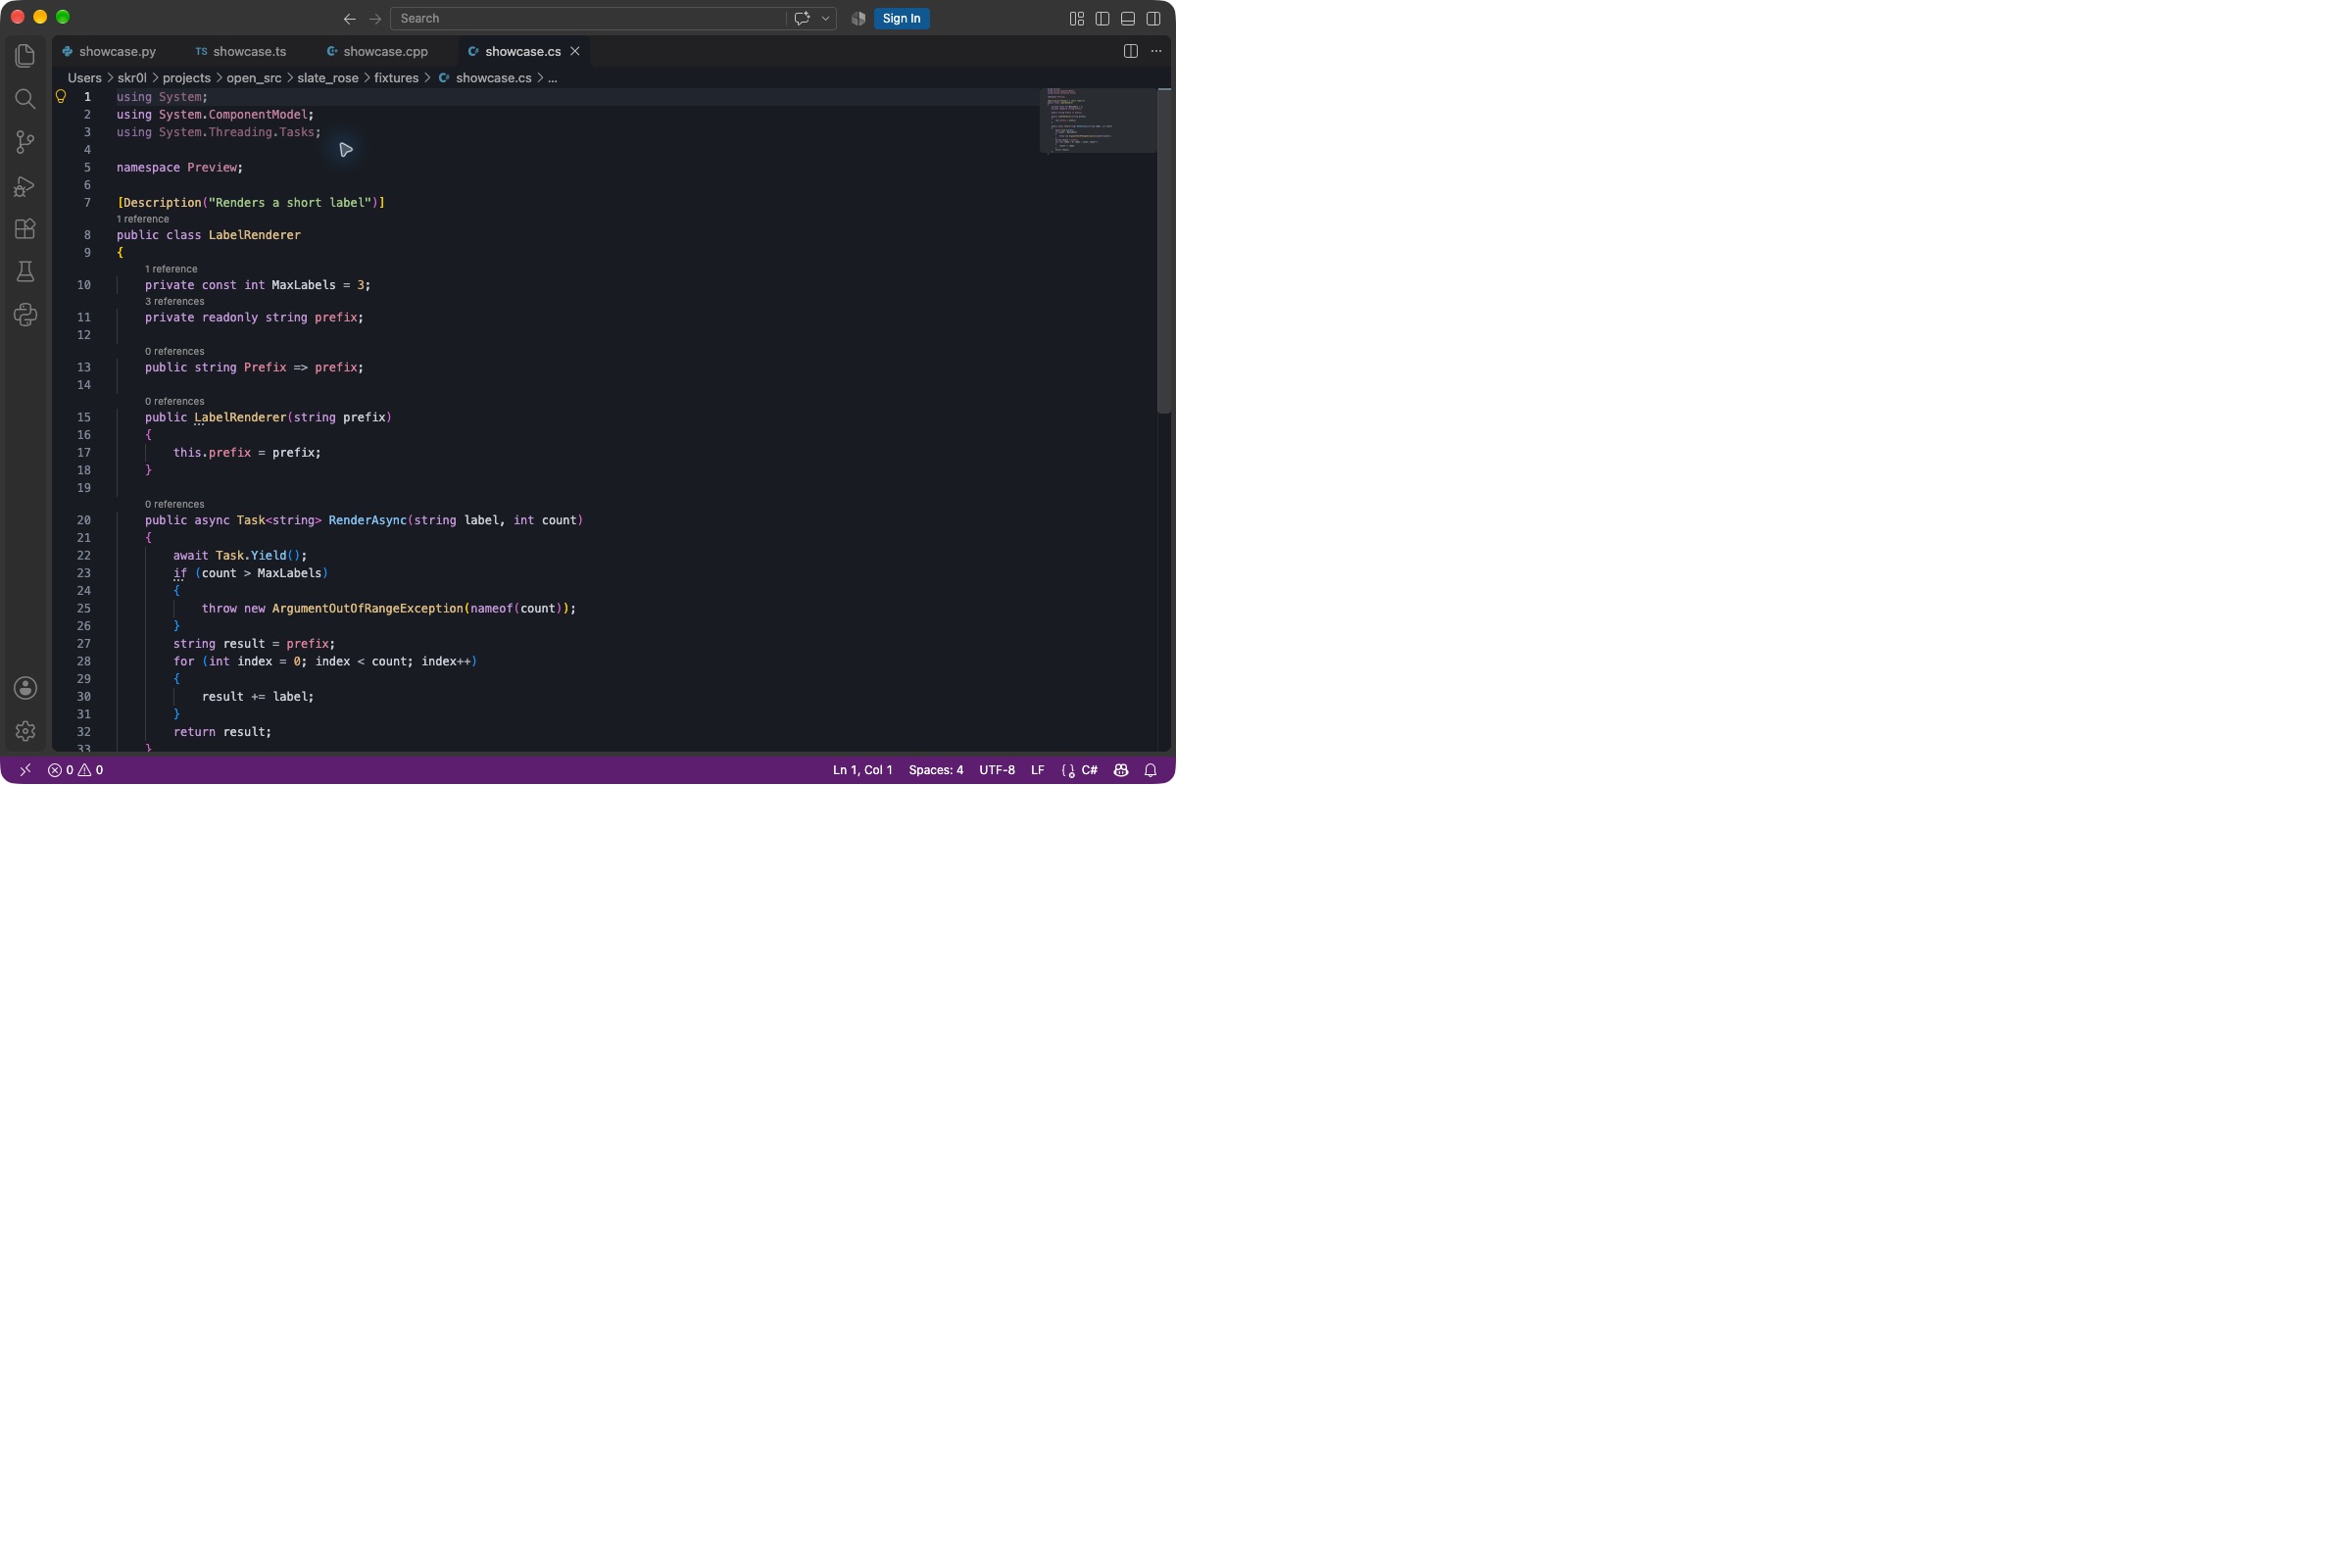 Search
Sign In
showcase.py
TS showcase.ts
showcase.cpp
showcase.cs
Users > skr0l > projects > open_src > slate_rose > fixtures > showcase.cs > ...
1 using System;
2 using System.ComponentModel;
3 using System.Threading.Tasks;
4
5 namespace Preview;
6
7 [Description("Renders a short label")]
1 reference
8 public class LabelRenderer
9 {
1 reference
10 private const int MaxLabels = 3;
3 references
11 private readonly string prefix;
12
0 references
13 public string Prefix => prefix;
14
0 references
15 public LabelRenderer(string prefix)
16 {
17 this.prefix = prefix;
18 }
19
0 references
20 public async Task<string> RenderAsync(string label, int count)
21 {
22 await Task.Yield();
23 if (count > MaxLabels)
24 {
25 throw new ArgumentOutOfRangeException(nameof(count));
26 }
27 string result = prefix;
28 for (int index = 0; index < count; index++)
29 {
30 result += label;
31 }
32 return result;
33 }
0 0
Ln 1, Col 1 Spaces: 4 UTF-8 LF C#